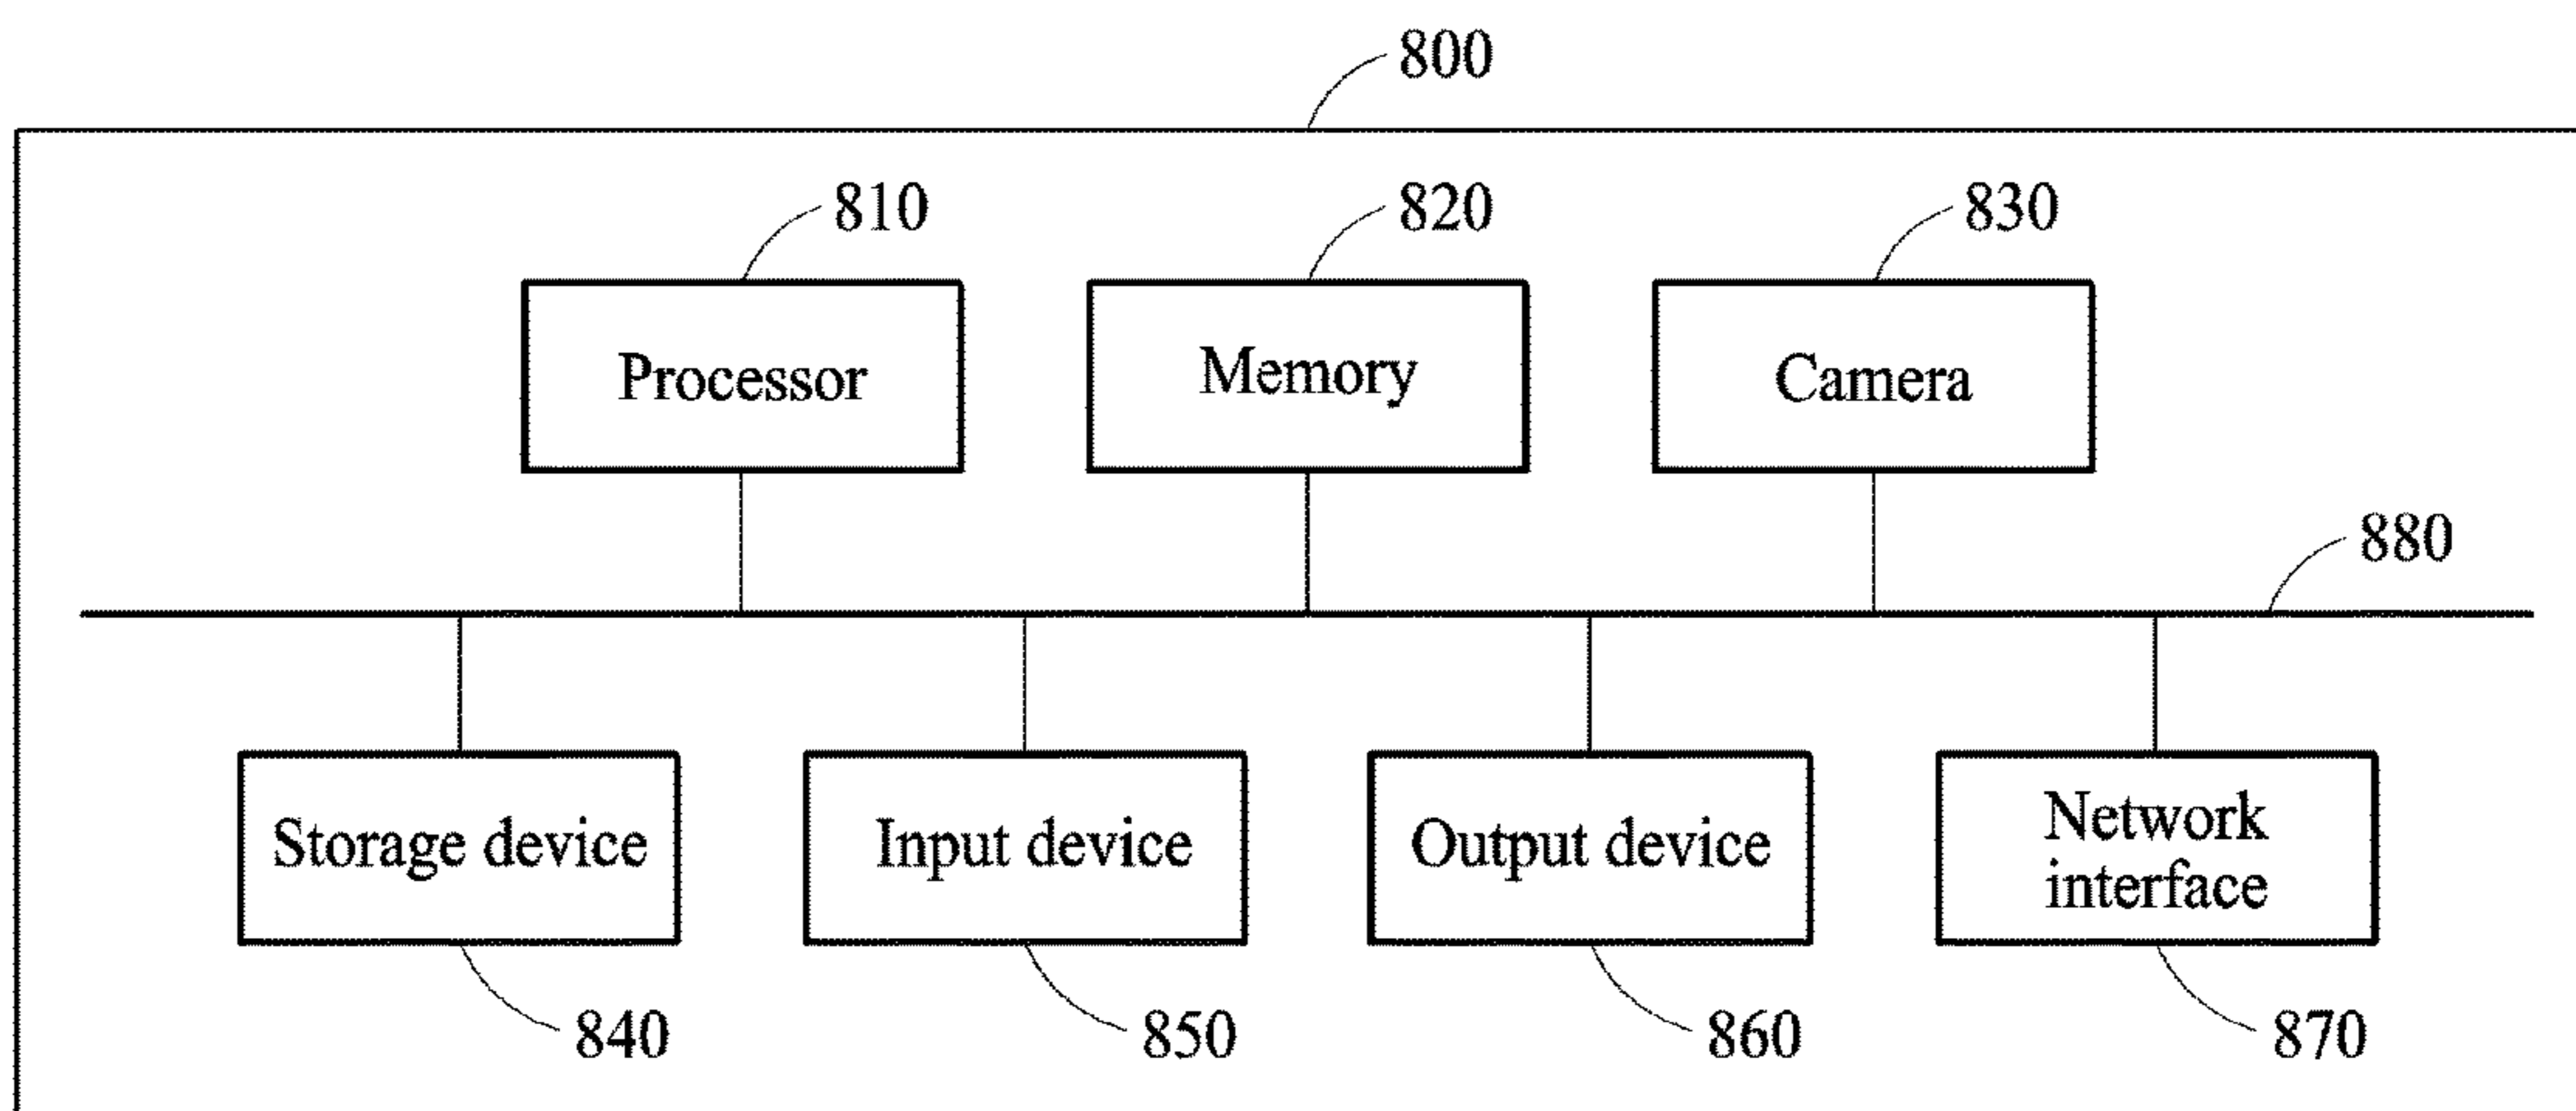 800
810
820
830
Processor
Memory
Camera
880
Storage device
Input device
Output device
Network
interface
840
850
860
870